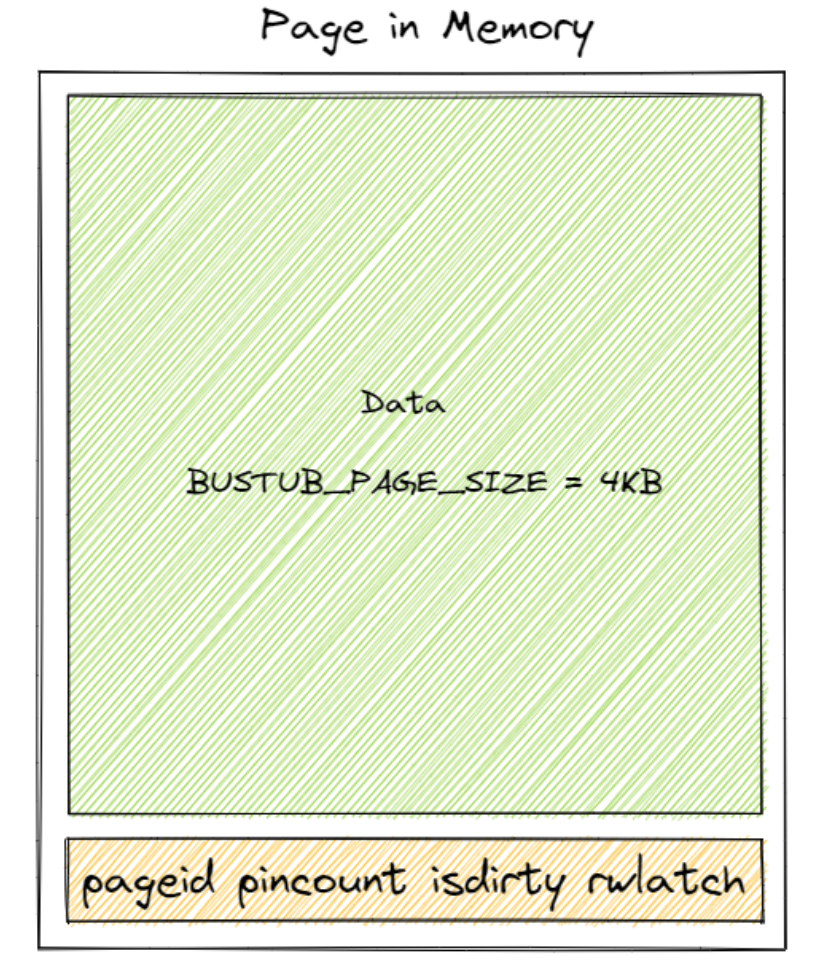 Page in Memory
Data
BUSTUB_PAGE_SIZE = 4KB
pageid pincount isdirty rwlatch